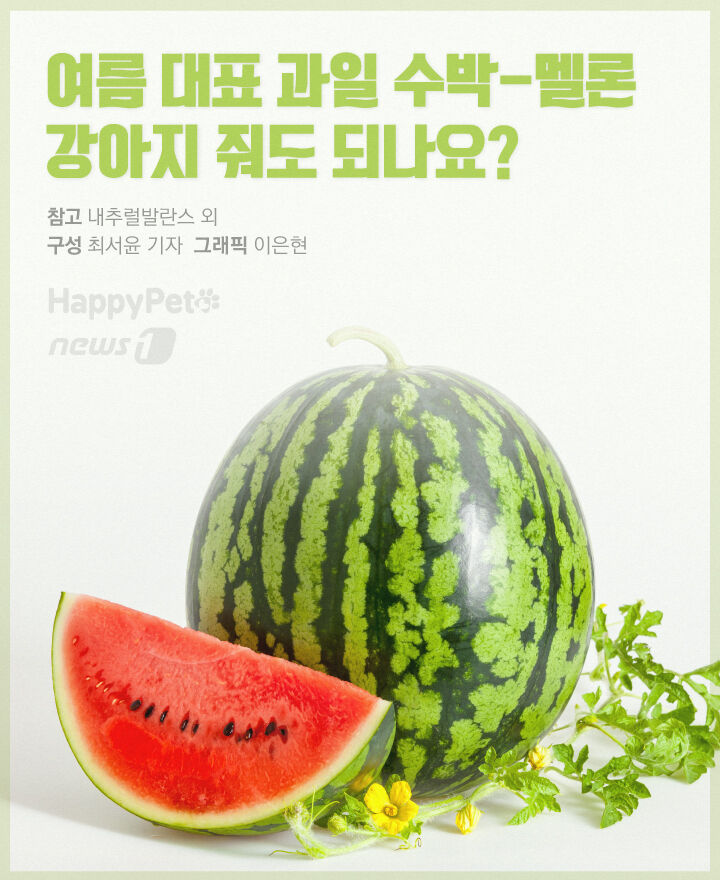 여름 대표 과일 수박-멜론
강아지 줘도 되나요?
참고 내추럴발란스 외
구성 최서윤 기자 그래픽 이은현
HappyPet
news1